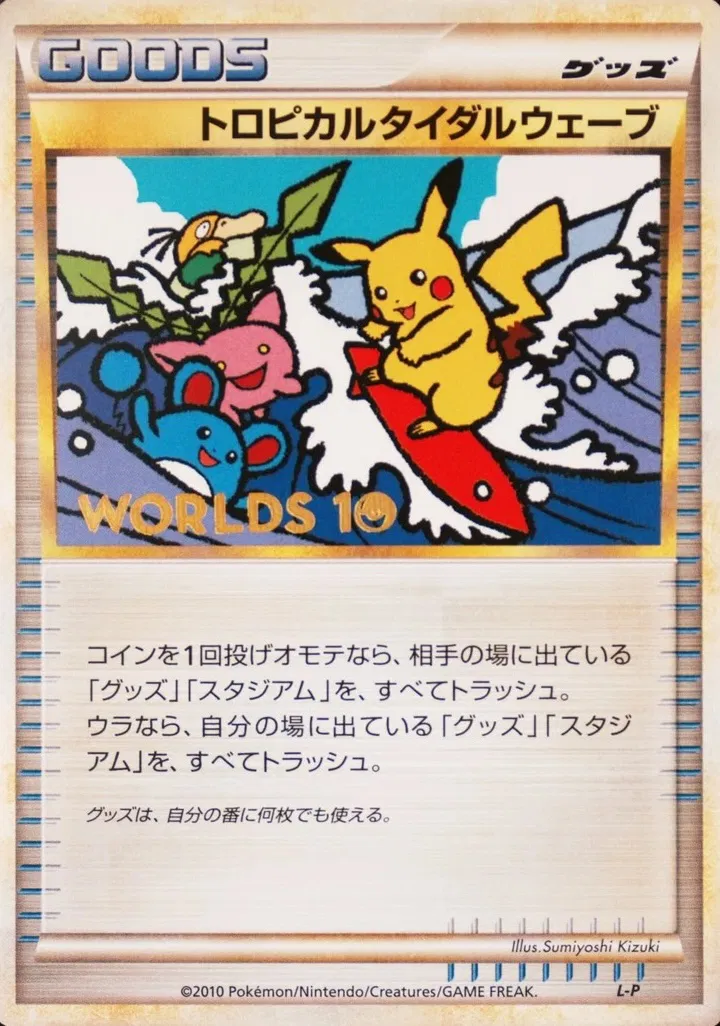 GOODS
グッズ
トロピカルタイダルウェーブ
WORLDS 10
コインを1回投げオモテなら、相手の場に出ている
「グッズ」「スタジアム」を、すべてトラッシュ。
ウラなら、自分の場に出ている「グッズ」「スタジ
アム」を、すべてトラッシュ。
グッズは、自分の番に何枚でも使える。
Illus.Sumiyoshi Kizuki
©2010 Pokémon/Nintendo/Creatures/GAME FREAK.
L-P